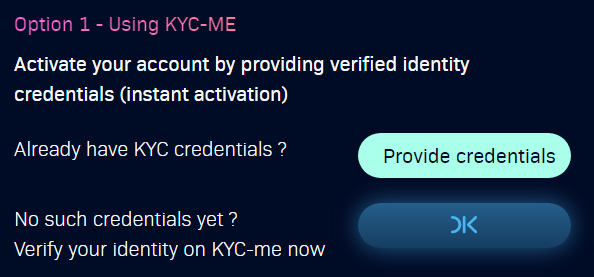 Option 1 - Using KYC-ME
Activate your account by providing verified identity
credentials (instant activation)
Already have KYC credentials ?
Provide credentials
No such credentials yet ?
Verify your identity on KYC-me now